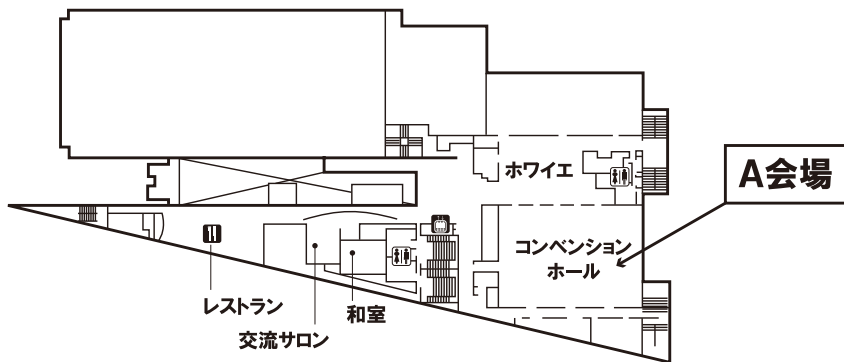 ホワイエ
A会場
コンベンション
ホール
レストラン
和室
交流サロン